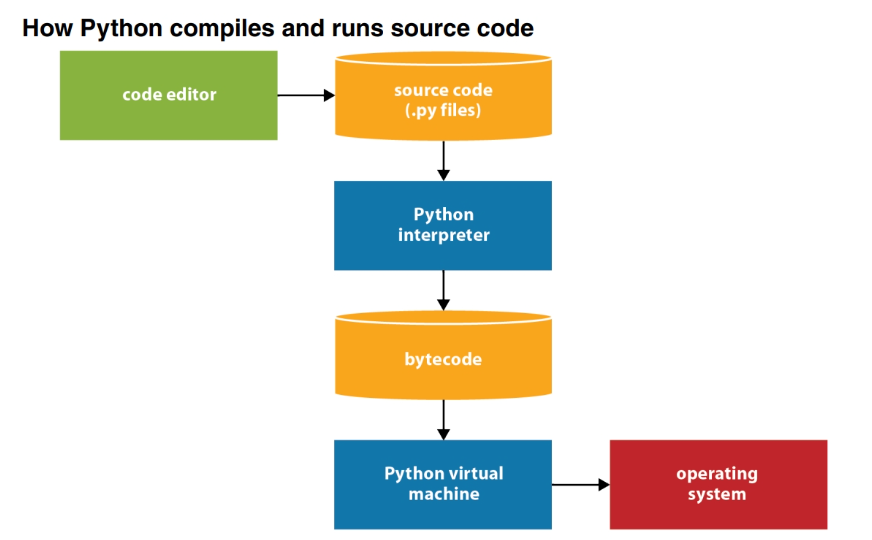 How Python compiles and runs source code
code editor
source code
(.py files)
Python
interpreter
bytecode
Python virtual
machine
operating
system